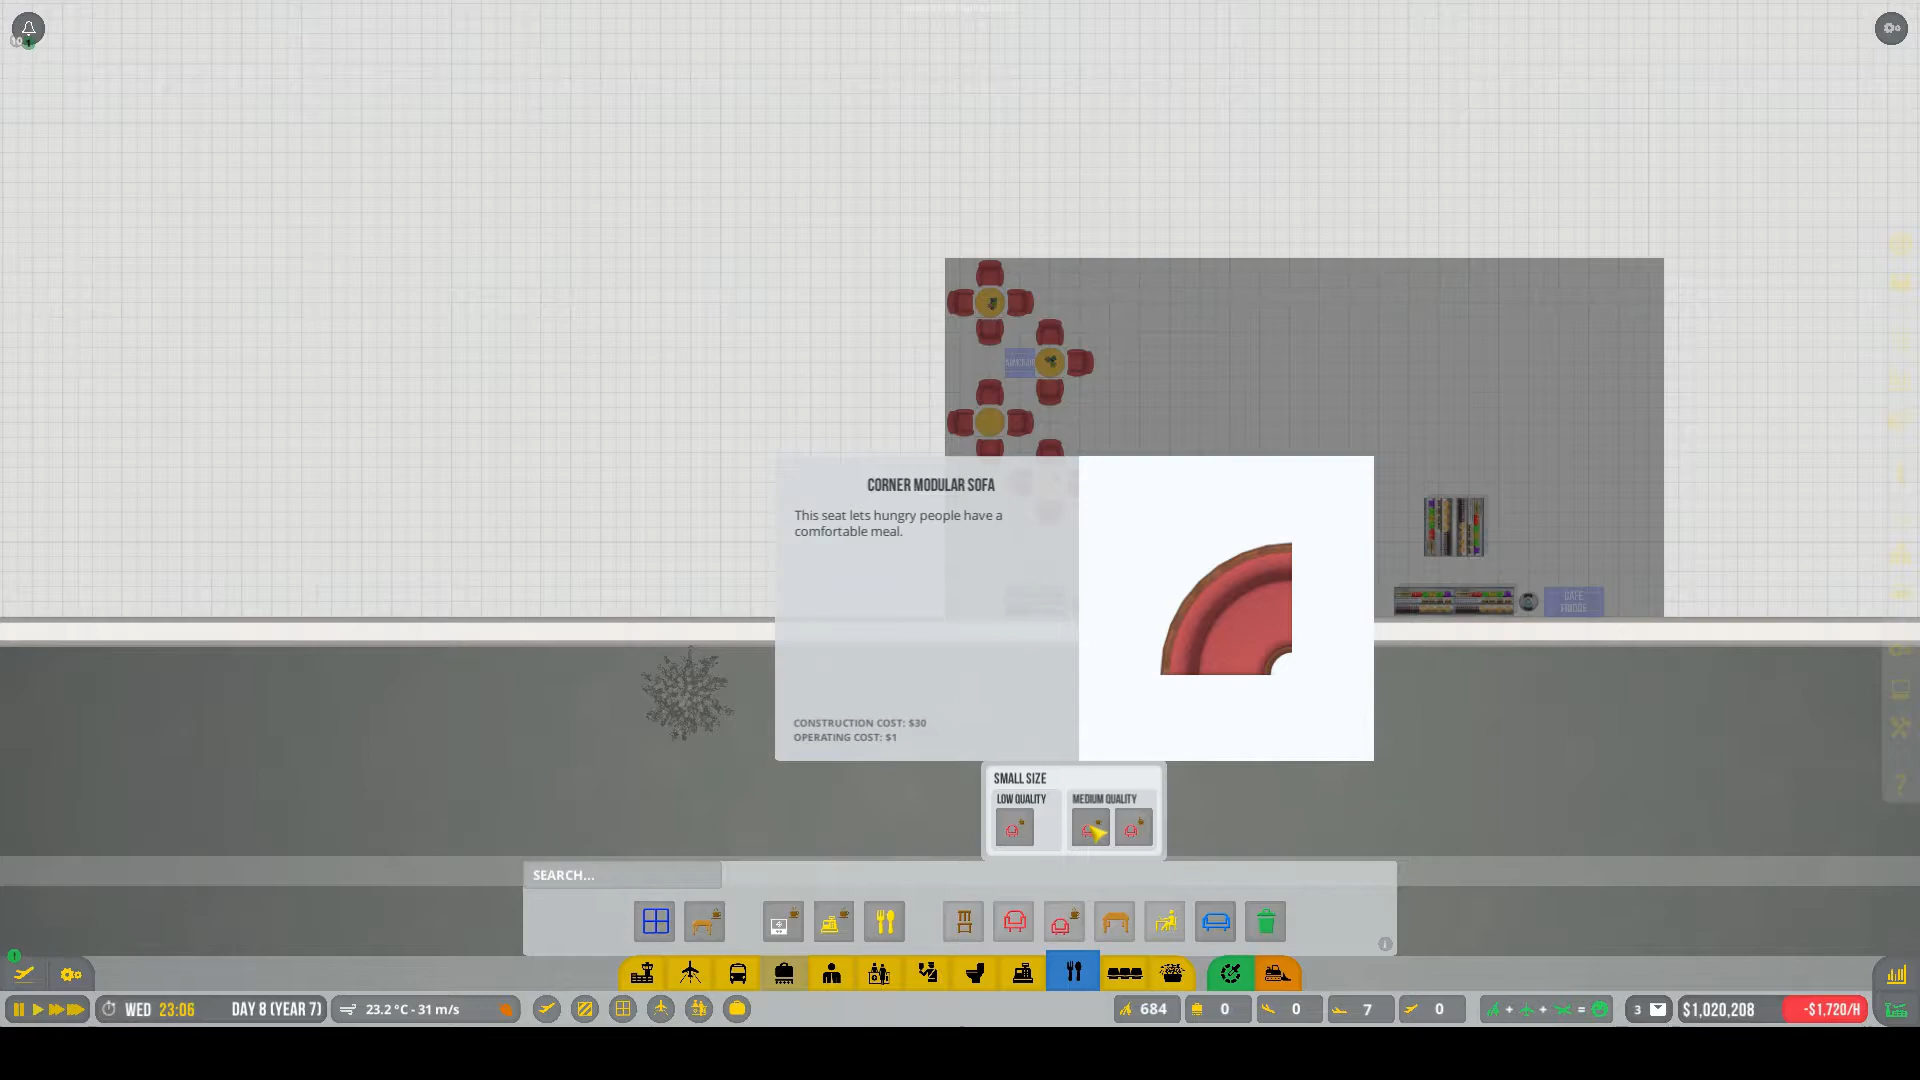 CORNER MODULAR SOFA
This seat lets hungry people have a
comfortable meal.
CAFE
FRIDGE
CONSTRUCTION COST: $30
OPERATING COST: $1
SMALL SIZE
LOW QUALITY
MEDIUM QUALITY
SEARCH...
WED 23:06
DAY 8 (YEAR 7)
23.2 °C - 31 m/s
684
0
0
7
0
+ + =
3
$1,020,208
-$1,720/H